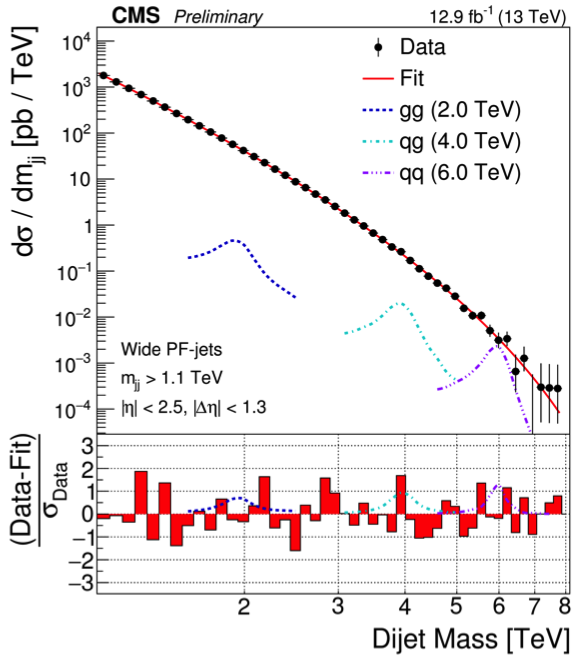 CMS Preliminary 12.9 fb⁻¹ (13 TeV)
dσ / dm_jj [pb / TeV]
10⁴
10³
10²
10
1
10⁻¹
10⁻²
10⁻³
10⁻⁴
Data
Fit
gg (2.0 TeV)
qg (4.0 TeV)
qq (6.0 TeV)
Wide PF-jets
m_jj > 1.1 TeV
|η| < 2.5, |Δη| < 1.3
(Data-Fit)
σ_Data
3
2
1
0
−1
−2
−3
2 3 4 5 6 7 8
Dijet Mass [TeV]